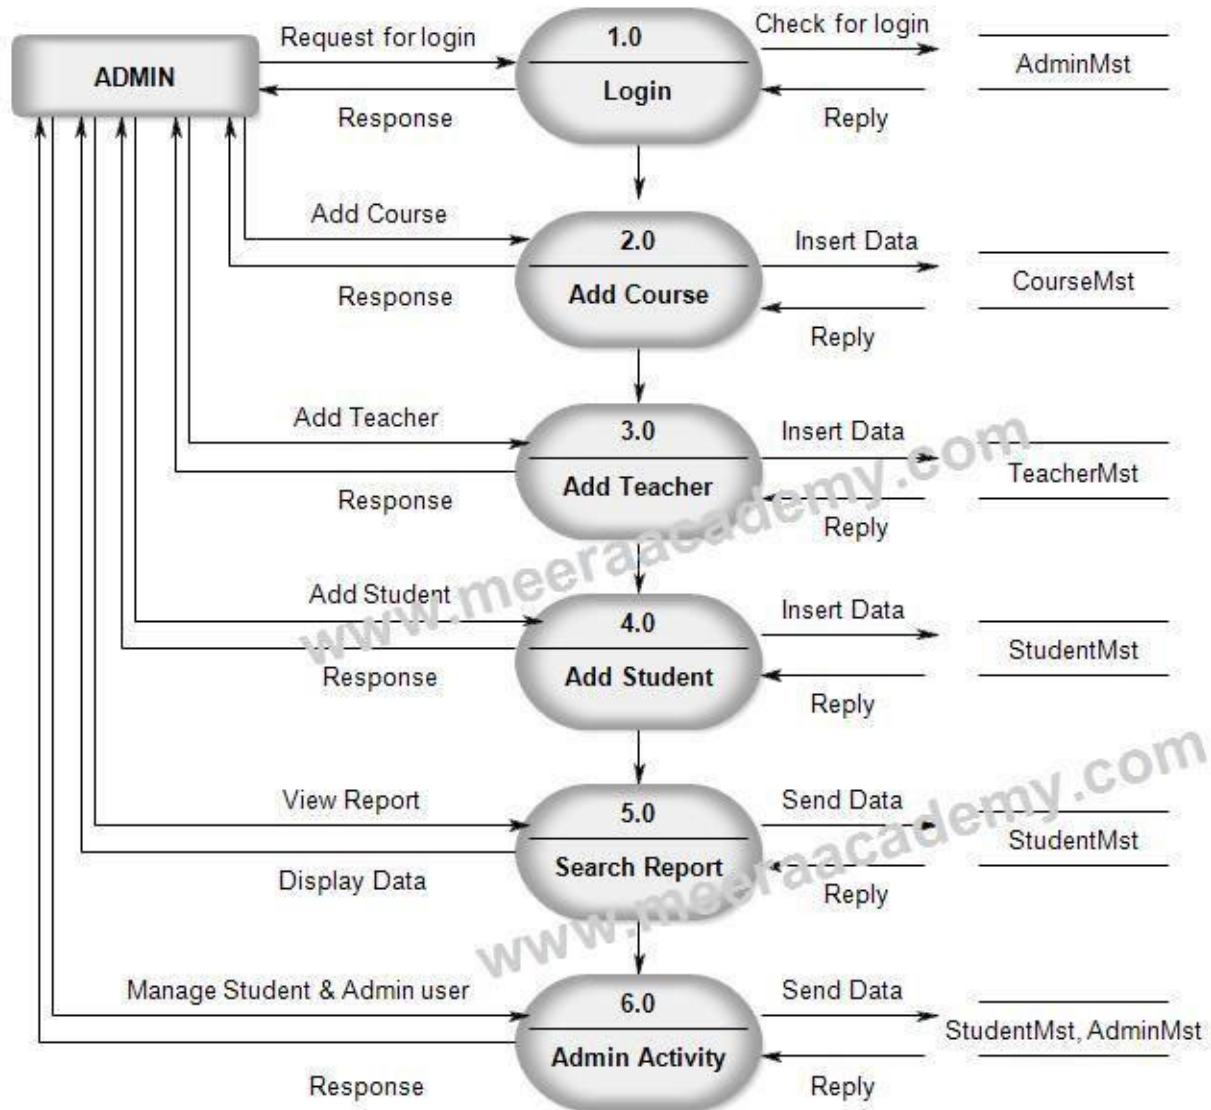 ADMIN
Request for login
Response
1.0
Login
Check for login
Reply
AdminMst
Add Course
Response
2.0
Add Course
Insert Data
Reply
CourseMst
Add Teacher
Response
3.0
Add Teacher
Insert Data
Reply
TeacherMst
www.meeraacademy.com
Add Student
Response
4.0
Add Student
Insert Data
Reply
StudentMst
View Report
Display Data
5.0
Search Report
Send Data
Reply
StudentMst
www.meeraacademy.com
Manage Student & Admin user
Response
6.0
Admin Activity
Send Data
Reply
StudentMst, AdminMst